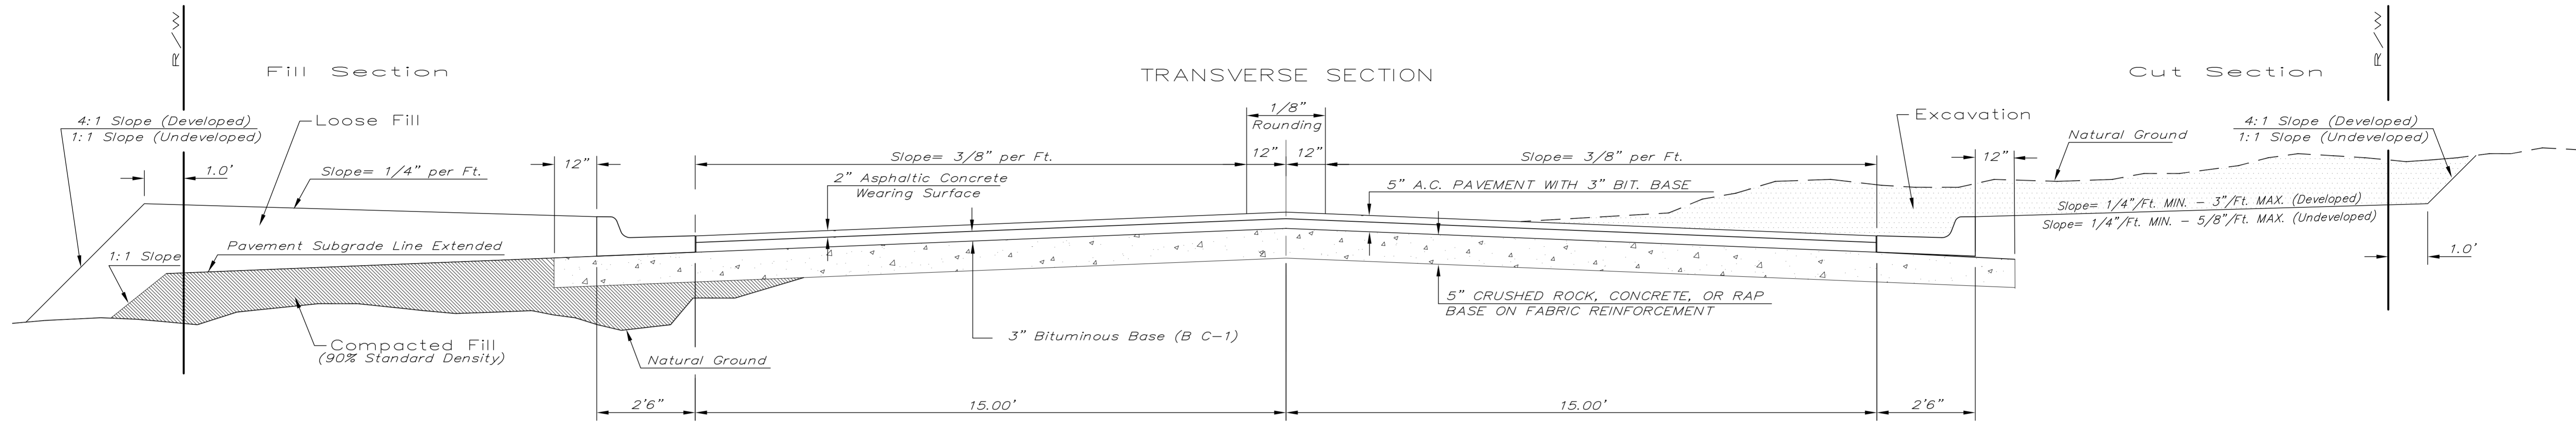 R/W
R/W
Fill Section
TRANSVERSE SECTION
Cut Section
1/8”
Rounding
4:1 Slope (Developed)
1:1 Slope (Undeveloped)
Loose Fill
Excavation
Natural Ground
4:1 Slope (Developed)
1:1 Slope (Undeveloped)
12”
Slope= 3/8” per Ft.
12”
12”
Slope= 3/8” per Ft.
12”
1.0’
Slope= 1/4” per Ft.
2” Asphaltic Concrete
Wearing Surface
5” A.C. PAVEMENT WITH 3” BIT. BASE
Slope= 1/4”/Ft. MIN. – 3”/Ft. MAX. (Developed)
Slope= 1/4”/Ft. MIN. – 5/8”/Ft. MAX. (Undeveloped)
Pavement Subgrade Line Extended
1:1 Slope
1.0’
5” CRUSHED ROCK, CONCRETE, OR RAP
BASE ON FABRIC REINFORCEMENT
3” Bituminous Base (B C–1)
Compacted Fill
(90% Standard Density)
Natural Ground
2’6”
15.00’
15.00’
2’6”